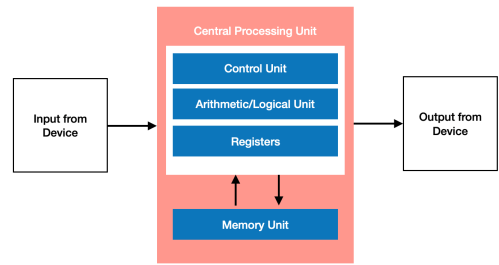 Central Processing Unit
Control Unit
Arithmetic/Logical Unit
Registers
Memory Unit
Input from
Device
Output from
Device